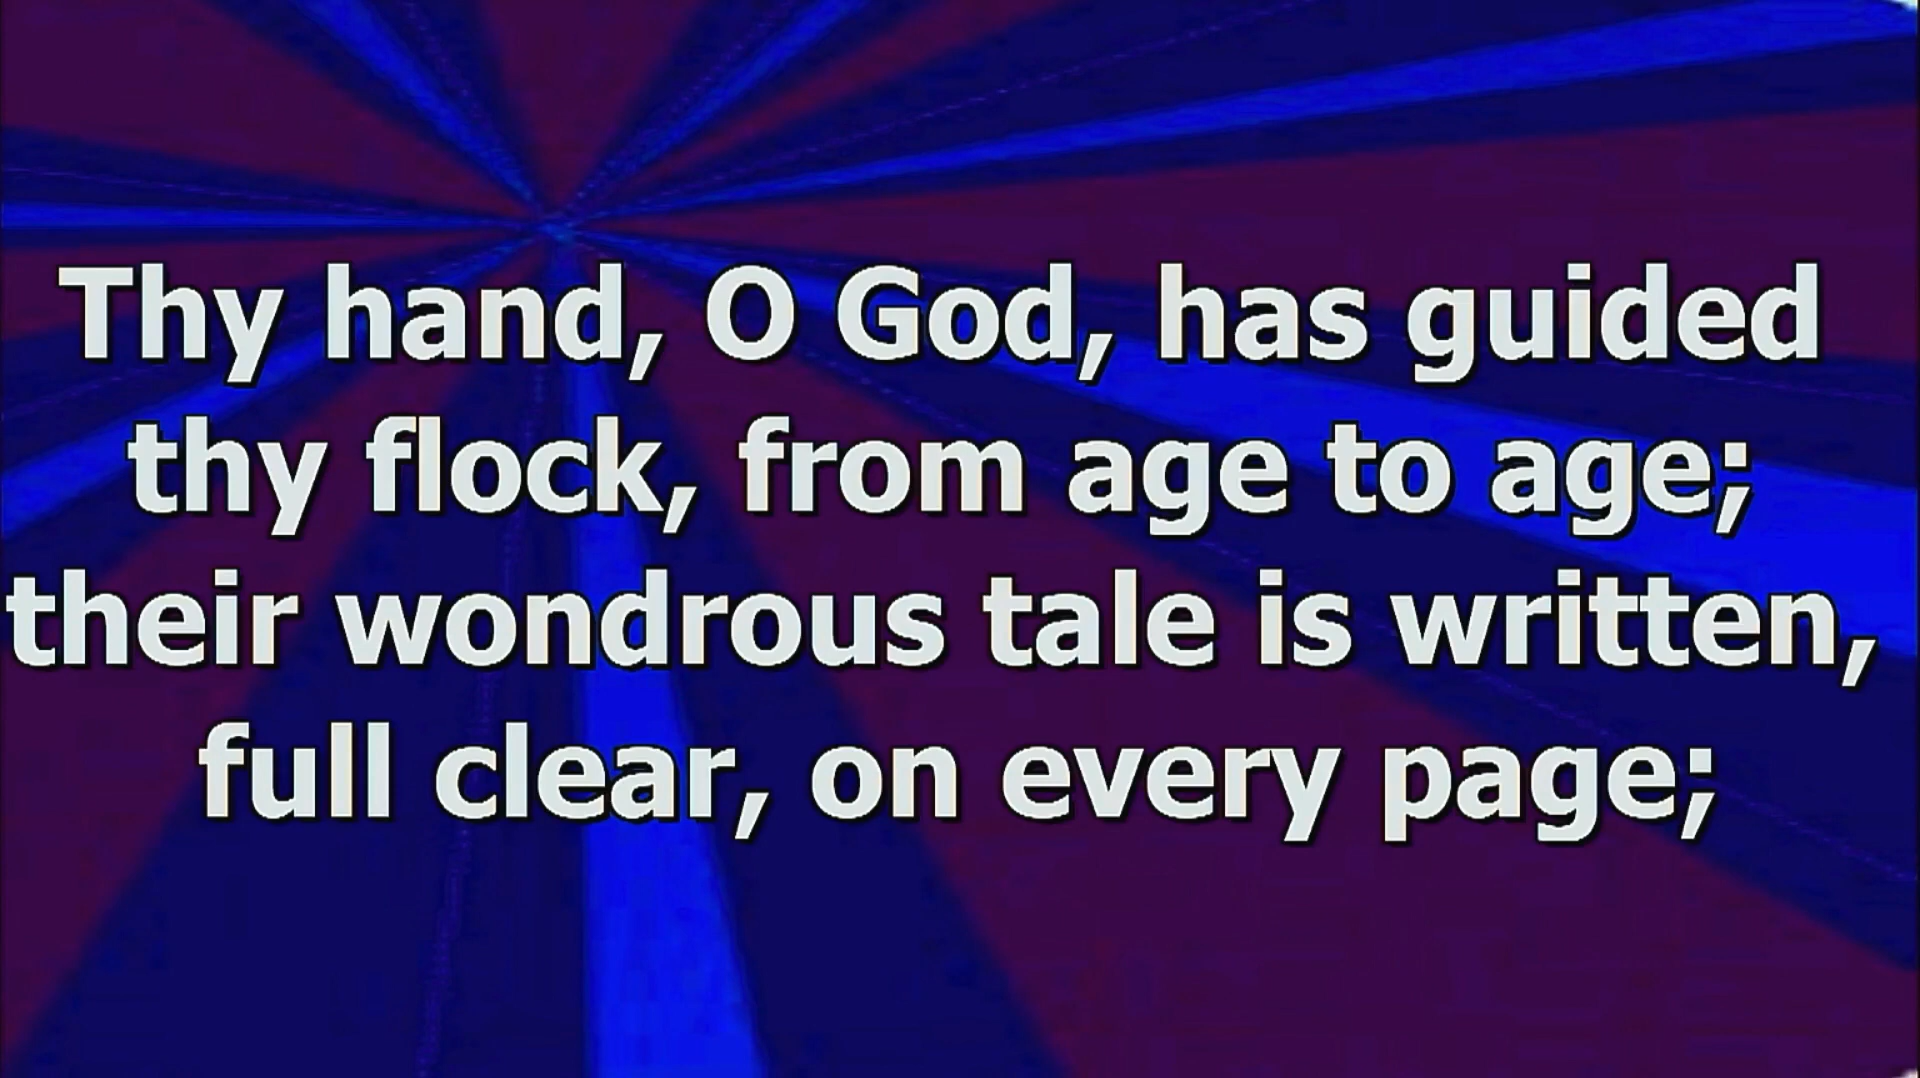 Thy hand, O God, has guided
thy flock, from age to age;
their wondrous tale is written,
full clear, on every page;